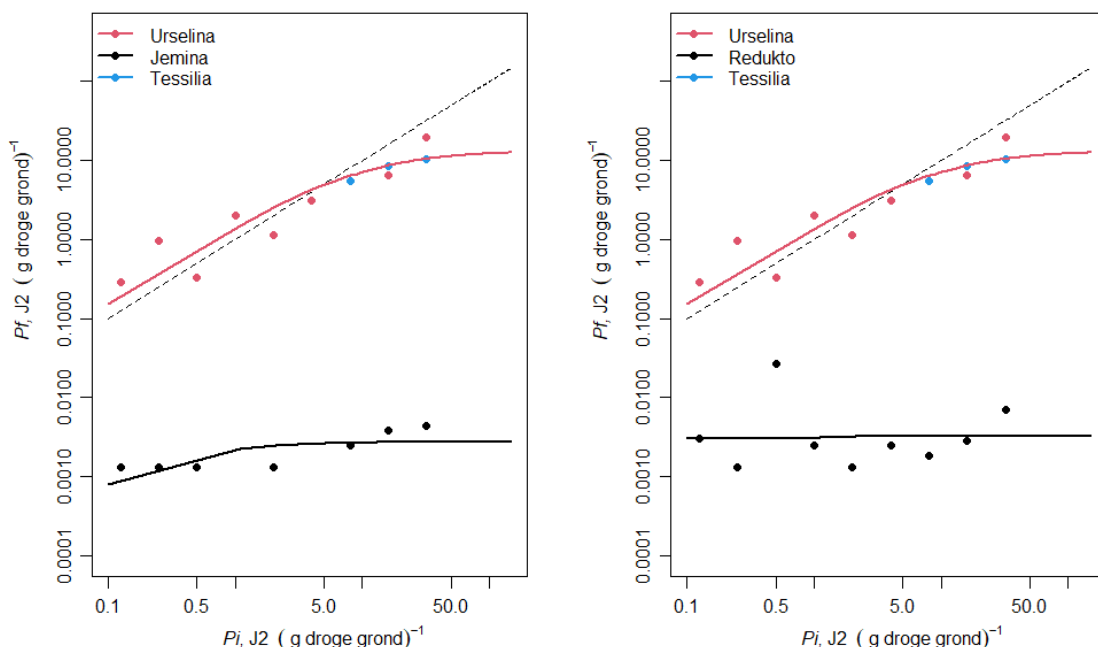 Urselina
Jemina
Tessilia
Pf, J2 ( g droge grond)⁻¹
10.0000
1.0000
0.1000
0.0100
0.0010
0.0001
0.1
0.5
5.0
50.0
Pi, J2 ( g droge grond)⁻¹
Urselina
Redukto
Tessilia
Pf, J2 ( g droge grond)⁻¹
10.0000
1.0000
0.1000
0.0100
0.0010
0.0001
0.1
0.5
5.0
50.0
Pi, J2 ( g droge grond)⁻¹